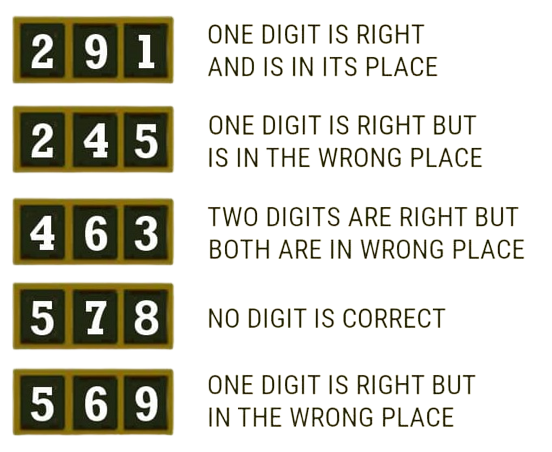 2 9 1
ONE DIGIT IS RIGHT
AND IS IN ITS PLACE
2 4 5
ONE DIGIT IS RIGHT BUT
IS IN THE WRONG PLACE
4 6 3
TWO DIGITS ARE RIGHT BUT
BOTH ARE IN WRONG PLACE
5 7 8
NO DIGIT IS CORRECT
5 6 9
ONE DIGIT IS RIGHT BUT
IN THE WRONG PLACE